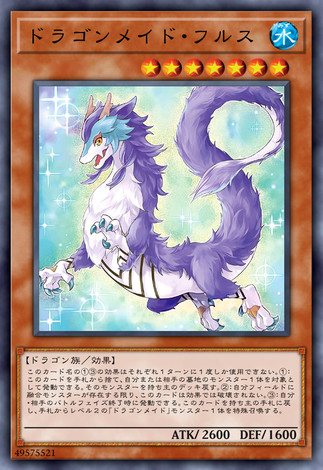 ドラゴンメイド・フルス
水
【ドラゴン族／効果】
このカード名の①③の効果はそれぞれ１ターンに１度しか使用できない。①：
このカードを手札から捨て、自分または相手の墓地のモンスター１体を対象と
して発動できる。そのモンスターを持ち主のデッキ戻す。②：自分フィールド
に融合モンスターが存在する限り、このカードは効果では破壊されない。③：自分
・相手のバトルフェイズ終了時に発動できる。このカードを持ち主の手札に戻
し、手札からレベル２の「ドラゴンメイド」モンスター１体を特殊召喚する。
ATK/ 2600 DEF/1600
49575521